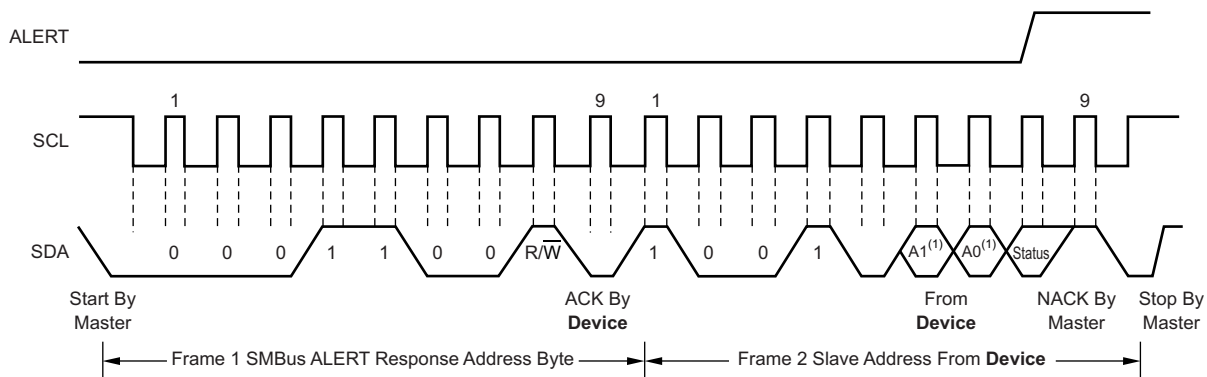 ALERT
1 9 1 9
SCL
SDA 0 0 0 1 1 0 0 R/W̅ 1 0 0 1 A1(1) A0(1) Status
Start By
Master
ACK By
Device
From
Device
NACK By
Master
Stop By
Master
Frame 1 SMBus ALERT Response Address Byte
Frame 2 Slave Address From Device